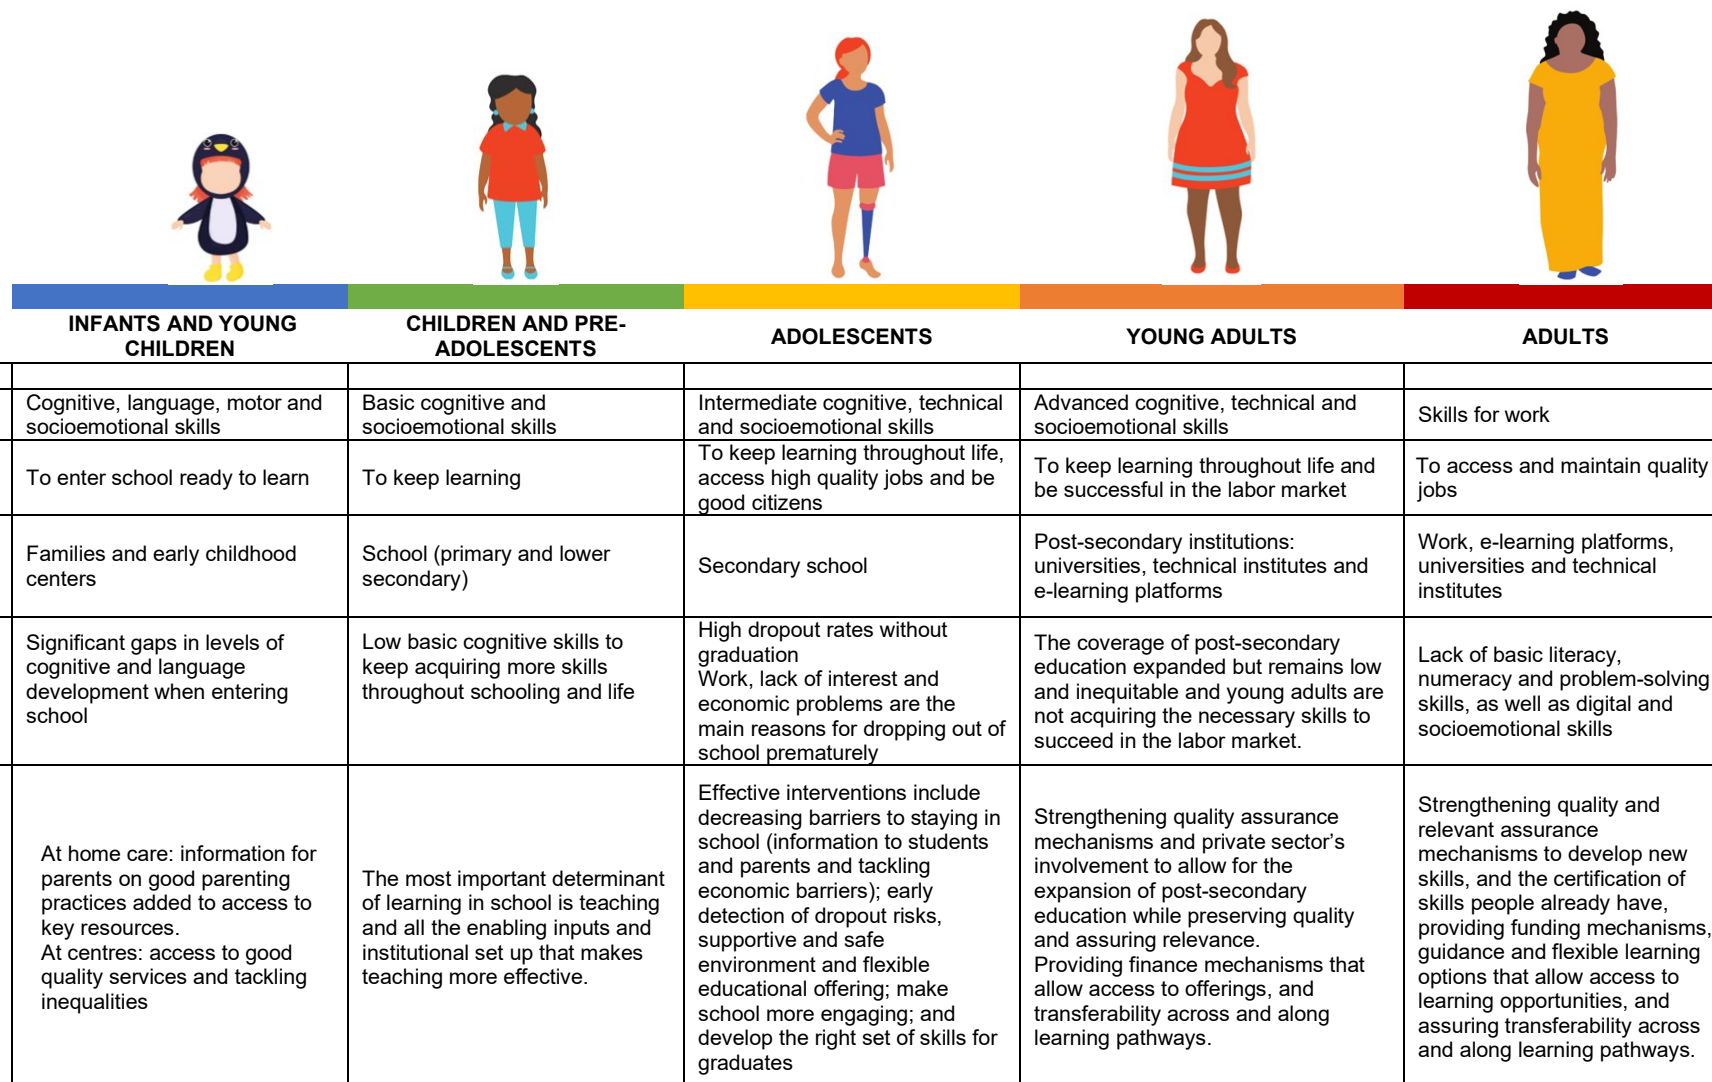 INFANTS AND YOUNG
CHILDREN
CHILDREN AND PRE-
ADOLESCENTS
ADOLESCENTS
YOUNG ADULTS
ADULTS
Cognitive, language, motor and
socioemotional skills
Basic cognitive and
socioemotional skills
Intermediate cognitive, technical
and socioemotional skills
Advanced cognitive, technical and
socioemotional skills
Skills for work
To enter school ready to learn
To keep learning
To keep learning throughout life,
access high quality jobs and be
good citizens
To keep learning throughout life and
be successful in the labor market
To access and maintain quality
jobs
Families and early childhood
centers
School (primary and lower
secondary)
Secondary school
Post-secondary institutions:
universities, technical institutes and
e-learning platforms
Work, e-learning platforms,
universities and technical
institutes
Significant gaps in levels of
cognitive and language
development when entering
school
Low basic cognitive skills to
keep acquiring more skills
throughout schooling and life
High dropout rates without
graduation
Work, lack of interest and
economic problems are the
main reasons for dropping out of
school prematurely
The coverage of post-secondary
education expanded but remains low
and inequitable and young adults are
not acquiring the necessary skills to
succeed in the labor market.
Lack of basic literacy,
numeracy and problem-solving
skills, as well as digital and
socioemotional skills
At home care: information for
parents on good parenting
practices added to access to
key resources.
At centres: access to good
quality services and tackling
inequalities
The most important determinant
of learning in school is teaching
and all the enabling inputs and
institutional set up that makes
teaching more effective.
Effective interventions include
decreasing barriers to staying in
school (information to students
and parents and tackling
economic barriers); early
detection of dropout risks,
supportive and safe
environment and flexible
educational offering; make
school more engaging; and
develop the right set of skills for
graduates
Strengthening quality assurance
mechanisms and private sector’s
involvement to allow for the
expansion of post-secondary
education while preserving quality
and assuring relevance.
Providing finance mechanisms that
allow access to offerings, and
transferability across and along
learning pathways.
Strengthening quality and
relevant assurance
mechanisms to develop new
skills, and the certification of
skills people already have,
providing funding mechanisms,
guidance and flexible learning
options that allow access to
learning opportunities, and
assuring transferability across
and along learning pathways.